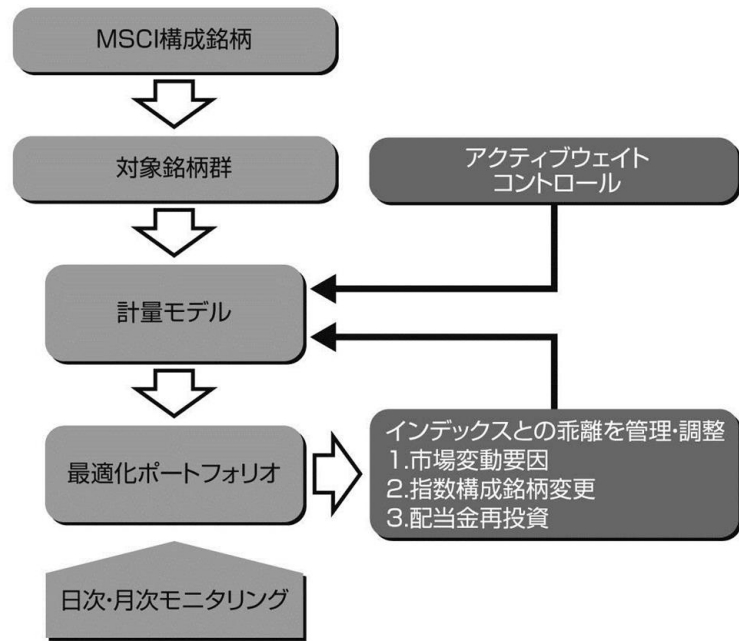 MSCI構成銘柄
対象銘柄群
アクティブウェイト
コントロール
計量モデル
最適化ポートフォリオ
インデックスとの乖離を管理・調整
1.市場変動要因
2.指数構成銘柄変更
3.配当金再投資
日次・月次モニタリング